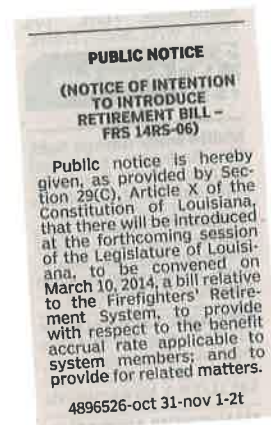 PUBLIC NOTICE
(NOTICE OF INTENTION
TO INTRODUCE
RETIREMENT BILL –
FRS 14RS-06)
Public notice is hereby
given, as provided by Sec-
tion 29(C), Article X of the
Constitution of Louisiana,
that there will be introduced
at the forthcoming session
of the Legislature of Louisi-
ana, to be convened on
March 10, 2014, a bill relative
to the Firefighters' Retire-
ment System, to provide
with respect to the benefit
accrual rate applicable to
system members; and to
provide for related matters.
4896526-oct 31-nov 1-2t